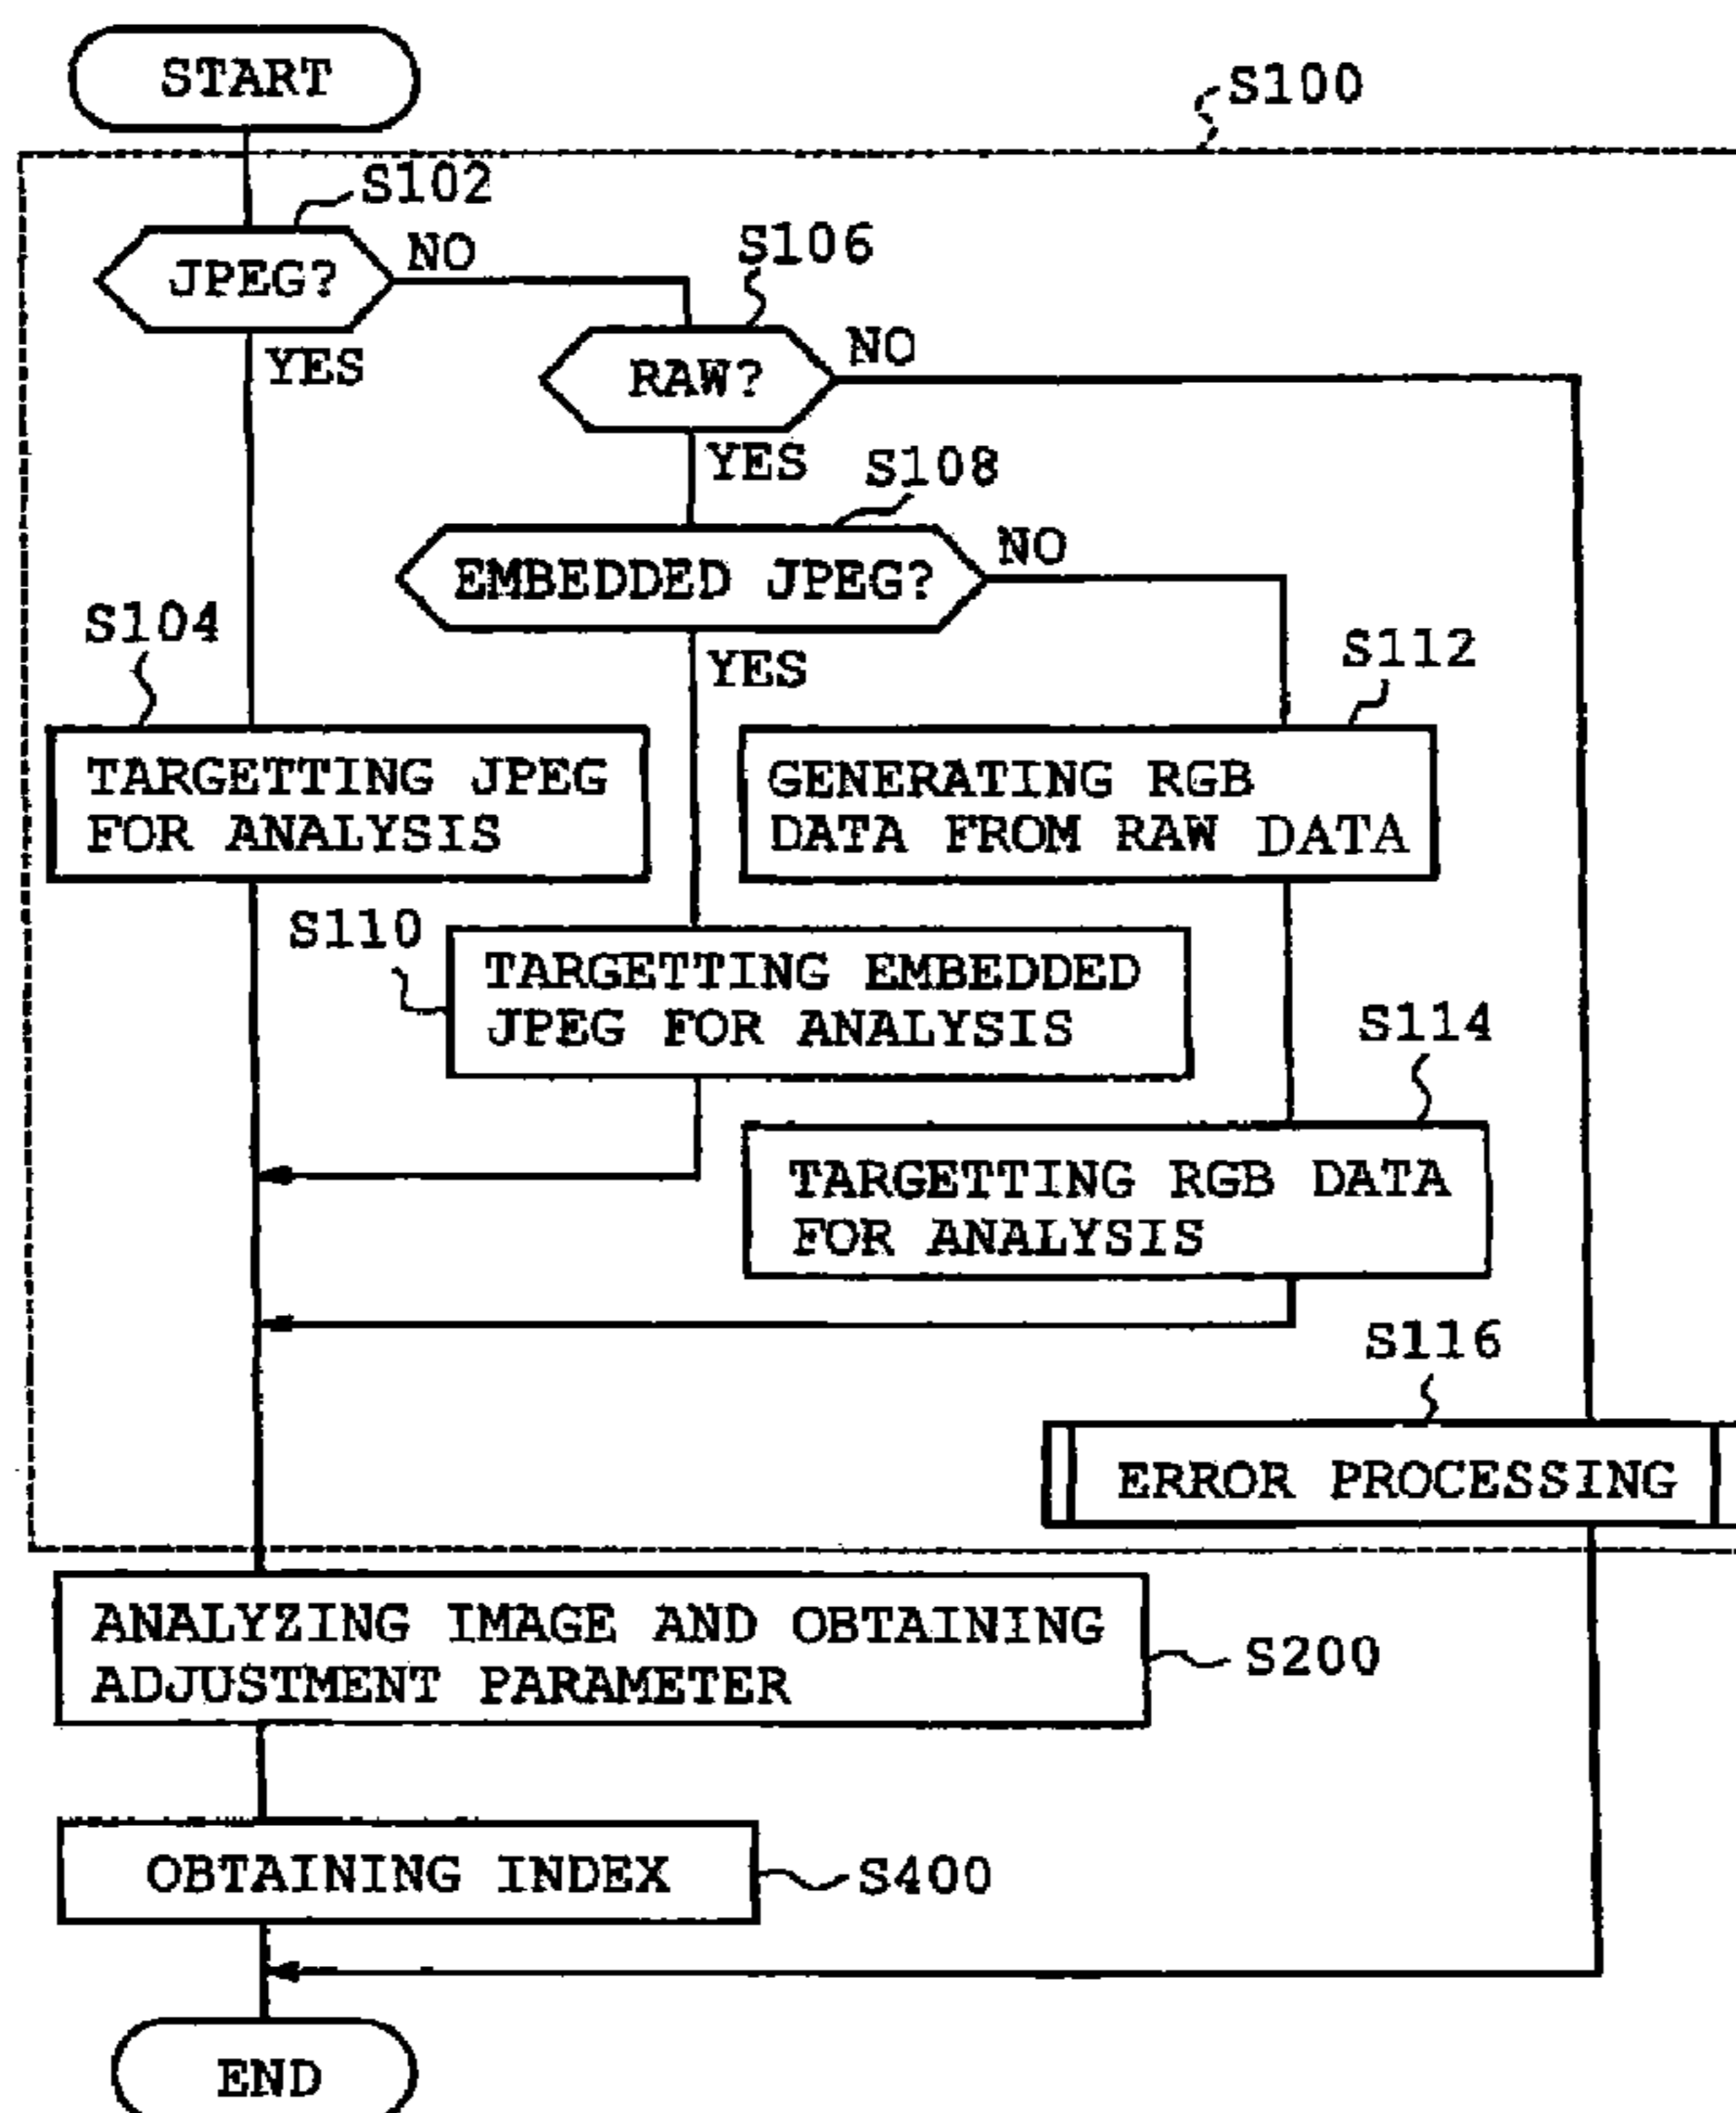 START
S100
S102
JPEG?
NO
S106
YES
RAW?
NO
YES
S108
EMBEDDED JPEG?
NO
S104
YES
S112
TARGETTING JPEG
FOR ANALYSIS
GENERATING RGB
DATA FROM RAW DATA
S110
TARGETTING EMBEDDED
JPEG FOR ANALYSIS
S114
TARGETTING RGB DATA
FOR ANALYSIS
S116
ERROR PROCESSING
ANALYZING IMAGE AND OBTAINING
ADJUSTMENT PARAMETER
S200
OBTAINING INDEX
S400
END